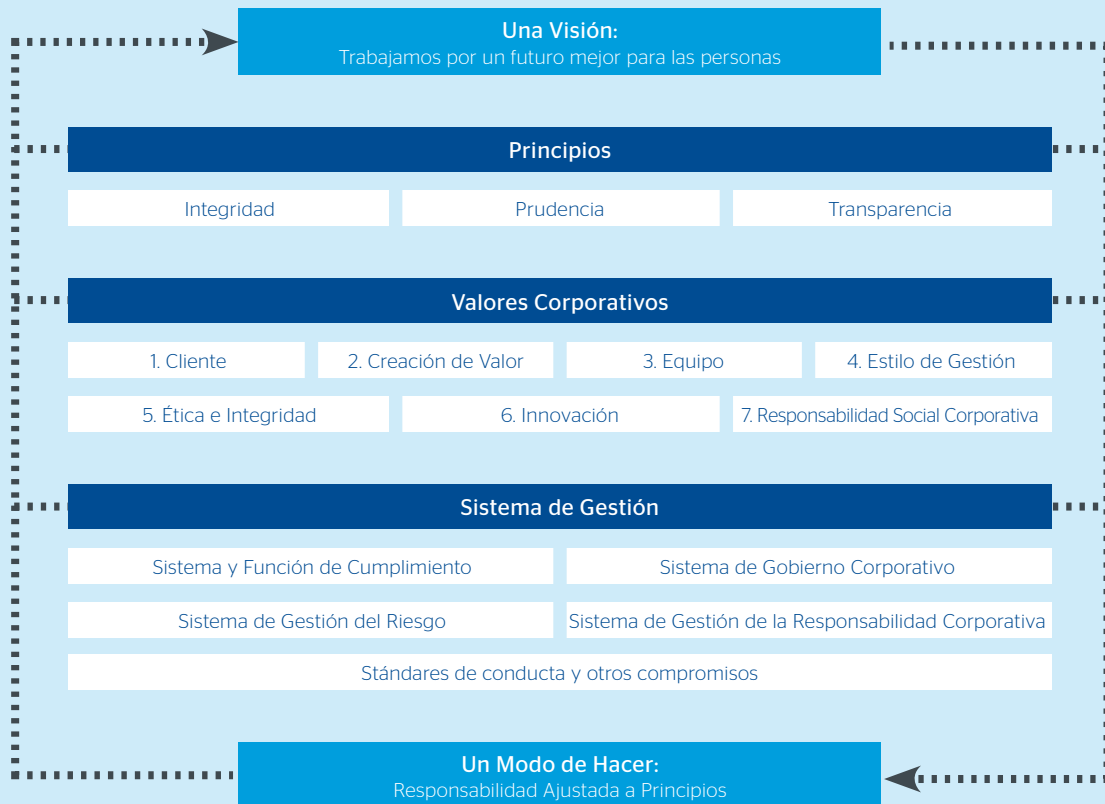 Una Visión:
Trabajamos por un futuro mejor para las personas
Principios
Integridad
Prudencia
Transparencia
Valores Corporativos
1. Cliente
2. Creación de Valor
3. Equipo
4. Estilo de Gestión
5. Ética e Integridad
6. Innovación
7. Responsabilidad Social Corporativa
Sistema de Gestión
Sistema y Función de Cumplimiento
Sistema de Gobierno Corporativo
Sistema de Gestión del Riesgo
Sistema de Gestión de la Responsabilidad Corporativa
Stándares de conducta y otros compromisos
Un Modo de Hacer:
Responsabilidad Ajustada a Principios